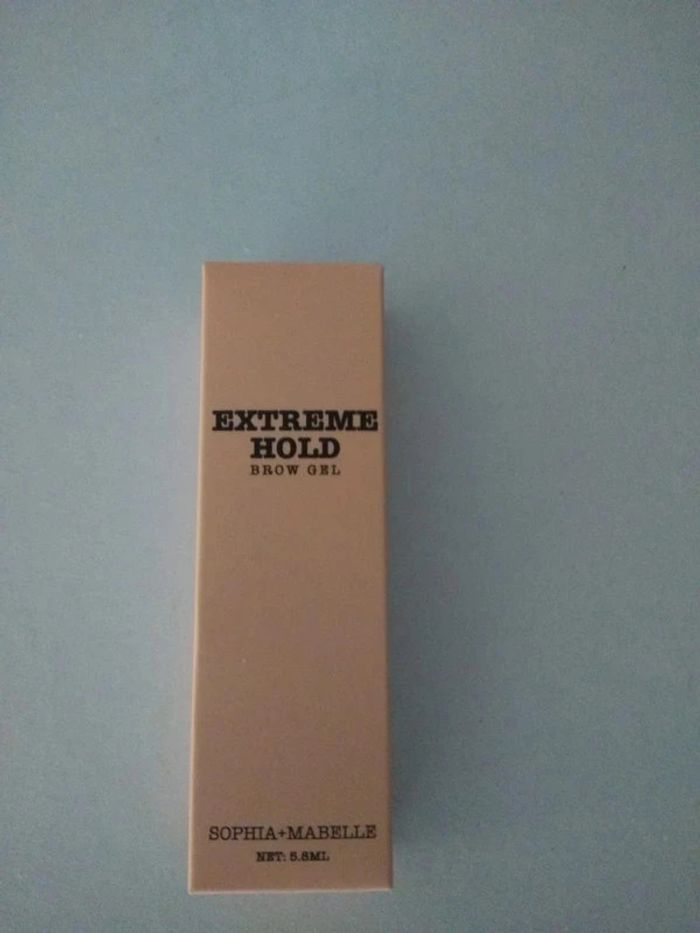 EXTREME
HOLD
BROW GEL
SOPHIA+MABELLE
NET: 5.8ML